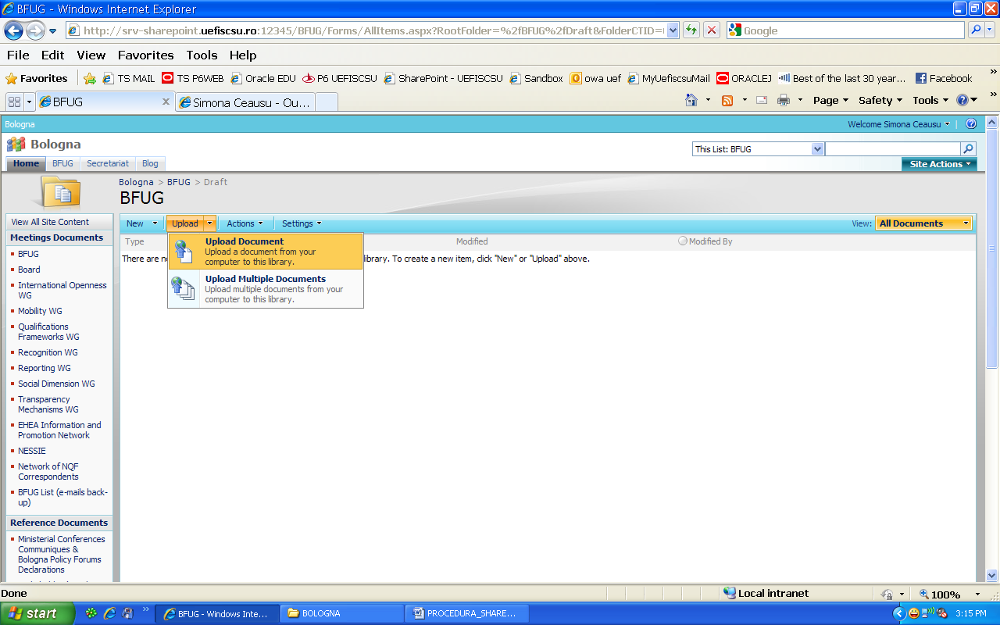 BFUG - Windows Internet Explorer
http://srv-sharepoint.uefiscsu.ro:12345/BFUG/Forms/AllItems.aspx?RootFolder=%2fBFUG%2fDraft&FolderCTID=
Google
File Edit View Favorites Tools Help
Favorites TS MAIL TS P6WEB Oracle EDU P6 UEFISCSU SharePoint - UEFISCSU Sandbox owa uef MyUefiscsuMail ORACLEJ Best of the last 30 year... Facebook
BFUG Simona Ceausu - Ou... Page Safety Tools
Bologna Welcome Simona Ceausu
Bologna
This List: BFUG
Home BFUG Secretariat Blog
Site Actions
Bologna > BFUG > Draft
BFUG
View All Site Content
Meetings Documents
BFUG
Board
International Openness
WG
Mobility WG
Qualifications
Frameworks WG
Recognition WG
Reporting WG
Social Dimension WG
Transparency
Mechanisms WG
EHEA Information and
Promotion Network
NESSIE
Network of NQF
Correspondents
BFUG List (e-mails back-
up)
Reference Documents
Ministerial Conferences
Communiques &
Bologna Policy Forums
Declarations
New Upload Actions Settings View: All Documents
Type Modified Modified By
There are no library. To create a new item, click "New" or "Upload" above.
Upload Document
Upload a document from your
computer to this library.
Upload Multiple Documents
Upload multiple documents from your
computer to this library.
Done Local intranet 100%
start BFUG - Windows Inte... BOLOGNA PROCEDURA_SHARE... 3:15 PM